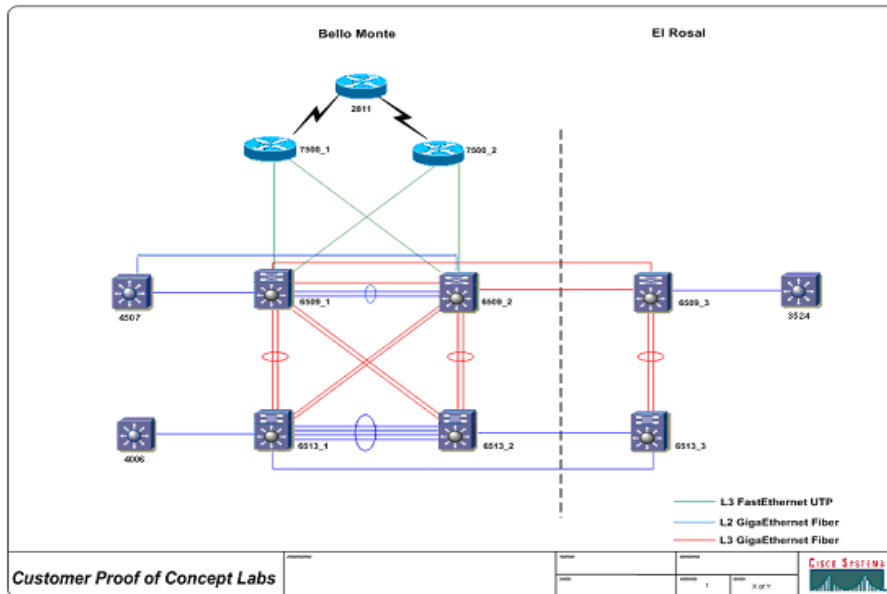 Bello Monte
El Rosal
2811
7500_1
7500_2
4507
6509_1
6509_2
6509_3
3524
4006
6513_1
6513_2
6513_3
L3 FastEthernet UTP
L2 GigaEthernet Fiber
L3 GigaEthernet Fiber
Customer Proof of Concept Labs
1
X of Y
CISCO SYSTEMS